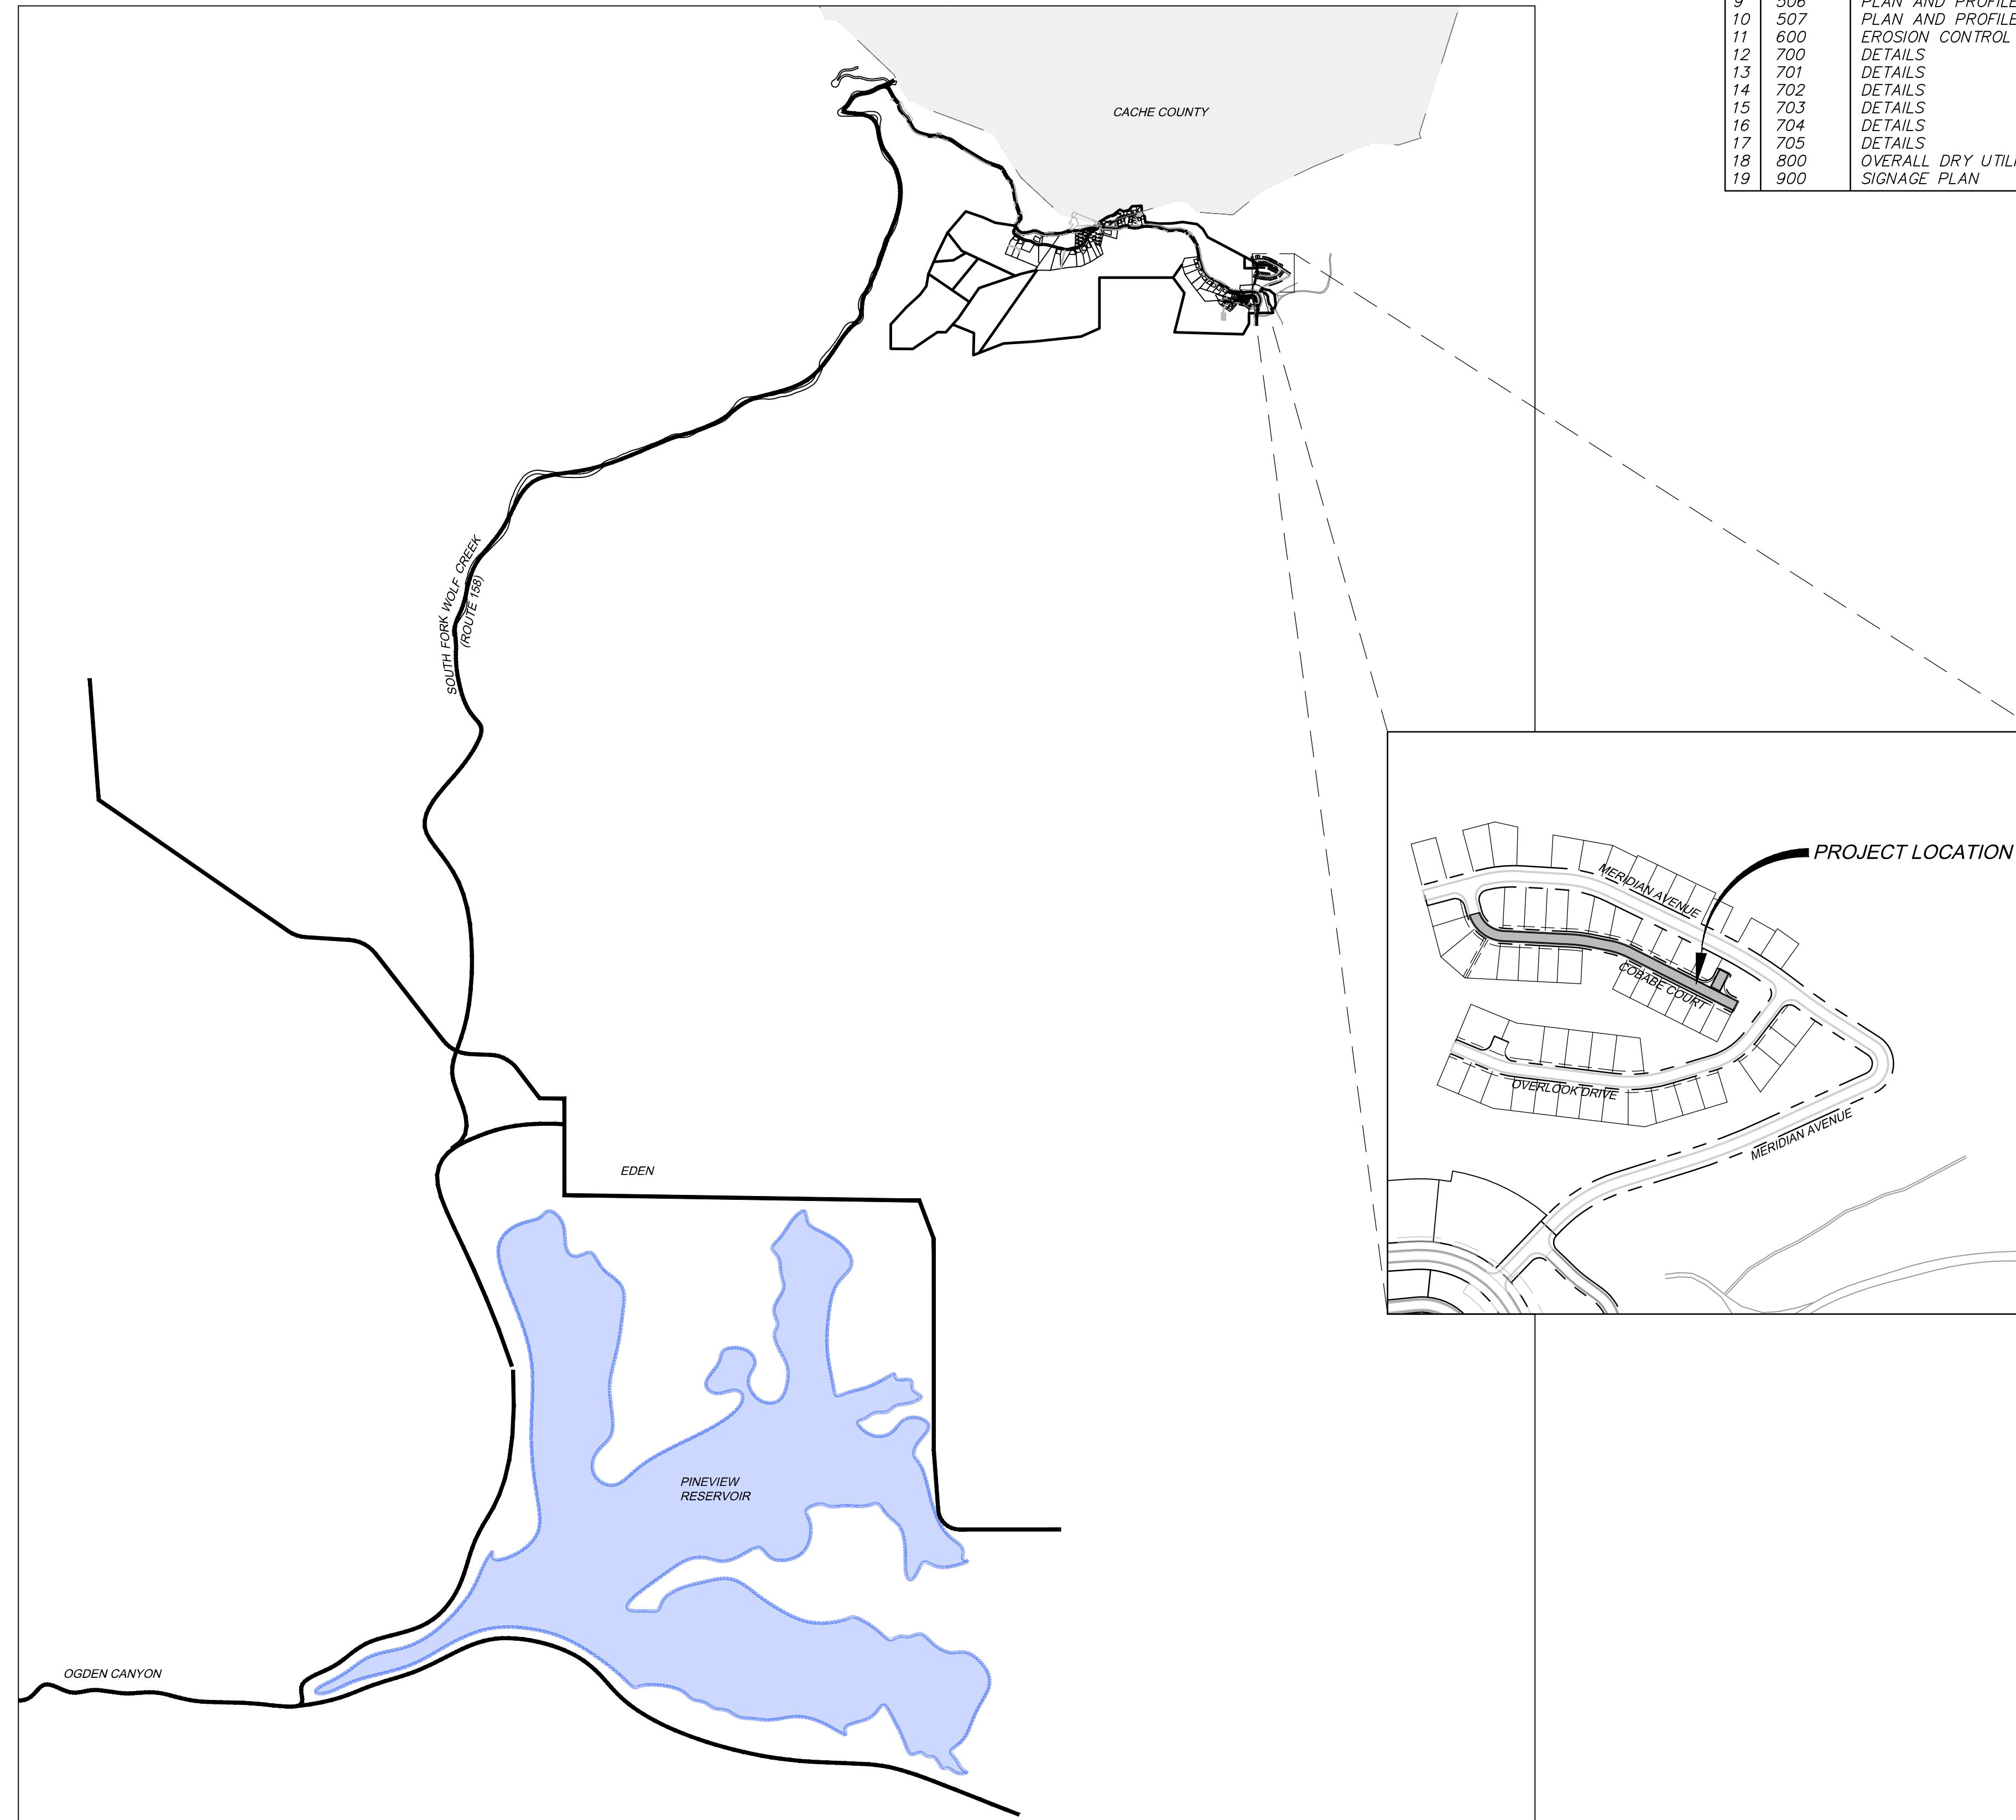 9 506 PLAN AND PROFILE
10 507 PLAN AND PROFILE
11 600 EROSION CONTROL
12 700 DETAILS
13 701 DETAILS
14 702 DETAILS
15 703 DETAILS
16 704 DETAILS
17 705 DETAILS
18 800 OVERALL DRY
19 900 SIGNAGE PLAN
CACHE COUNTY
SOUTH FORK WOLF CREEK
(ROUTE 158)
PROJECT LOCATION
MERIDIAN AVENUE
COBABE COURT
OVERLOOK DRIVE
MERIDIAN AVENUE
EDEN
PINEVIEW
RESERVOIR
OGDEN CANYON